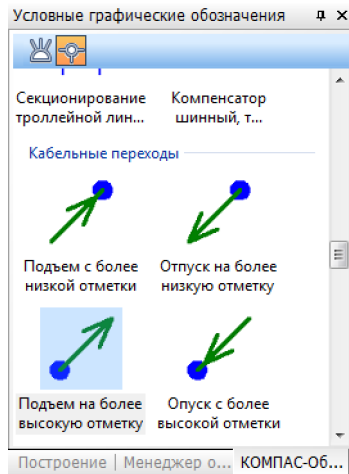 Условные графические обозначения
Секционирование
троллейной лин...
Компенсатор
шинный, т...
Кабельные переходы
Подъем с более
низкой отметки
Отпуск на более
низкую отметку
Подъем на более
высокую отметку
Опуск с более
высокой отметки
Построение | Менеджер о... КОМПАС-Об...